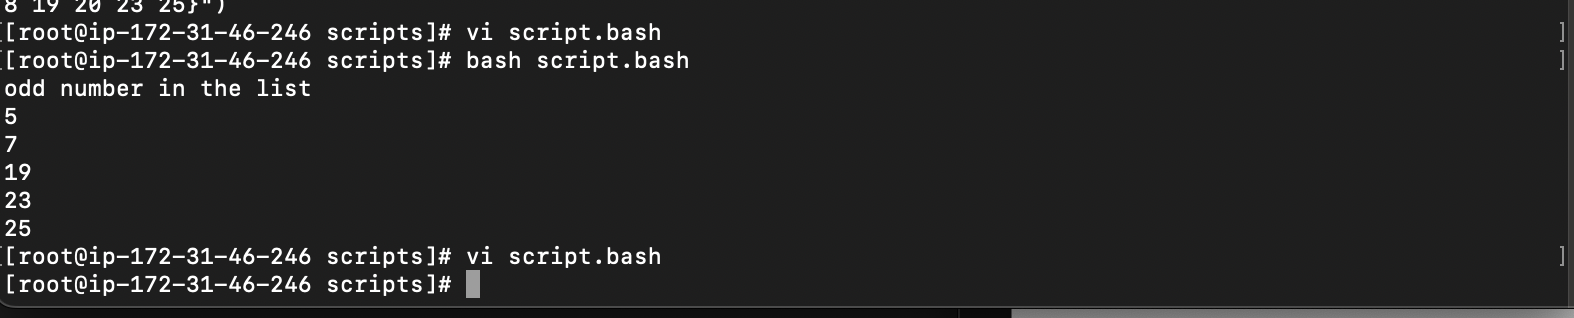 8 19 20 23 25}")
[root@ip-172-31-46-246 scripts]# vi script.bash
[root@ip-172-31-46-246 scripts]# bash script.bash
odd number in the list
5
7
19
23
25
[root@ip-172-31-46-246 scripts]# vi script.bash
[root@ip-172-31-46-246 scripts]#